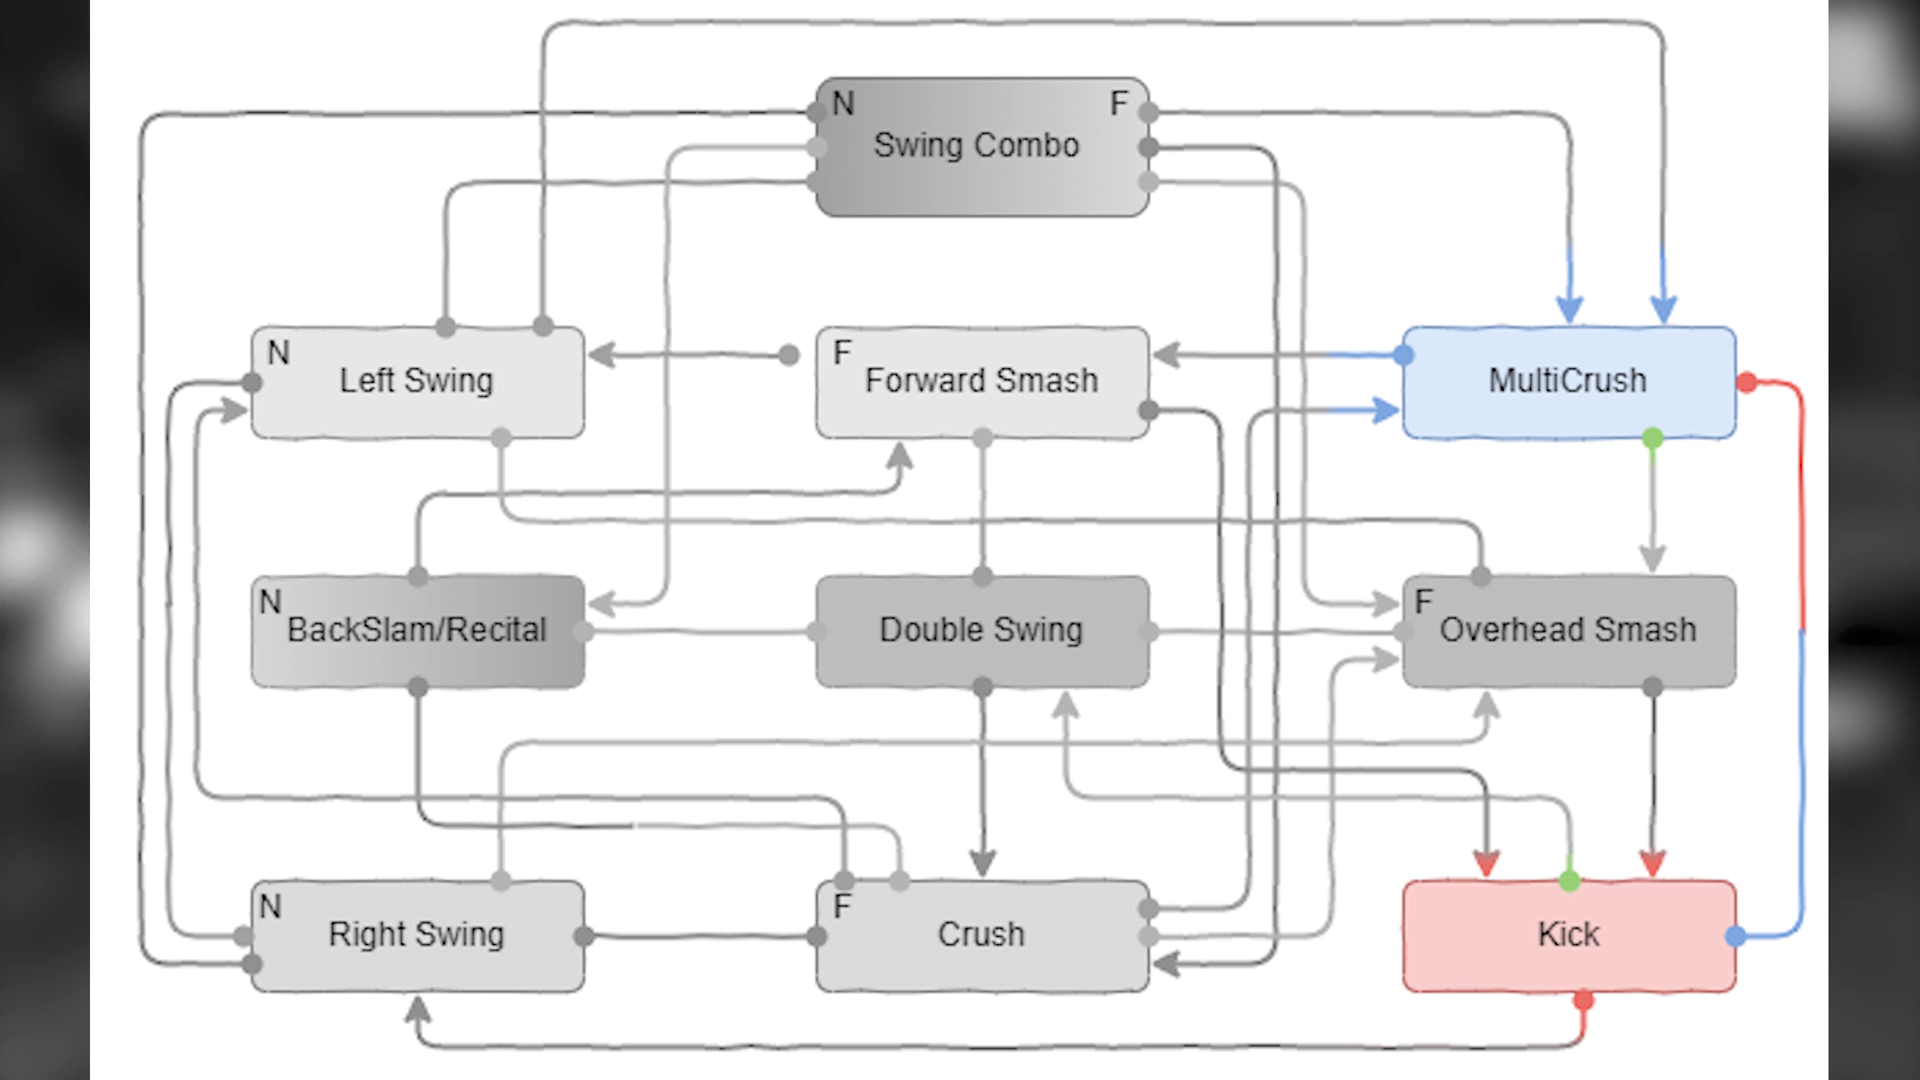 N F
Swing Combo
N
Left Swing
F
Forward Smash
MultiCrush
N
BackSlam/Recital
Double Swing
F
Overhead Smash
N
Right Swing
F
Crush
Kick